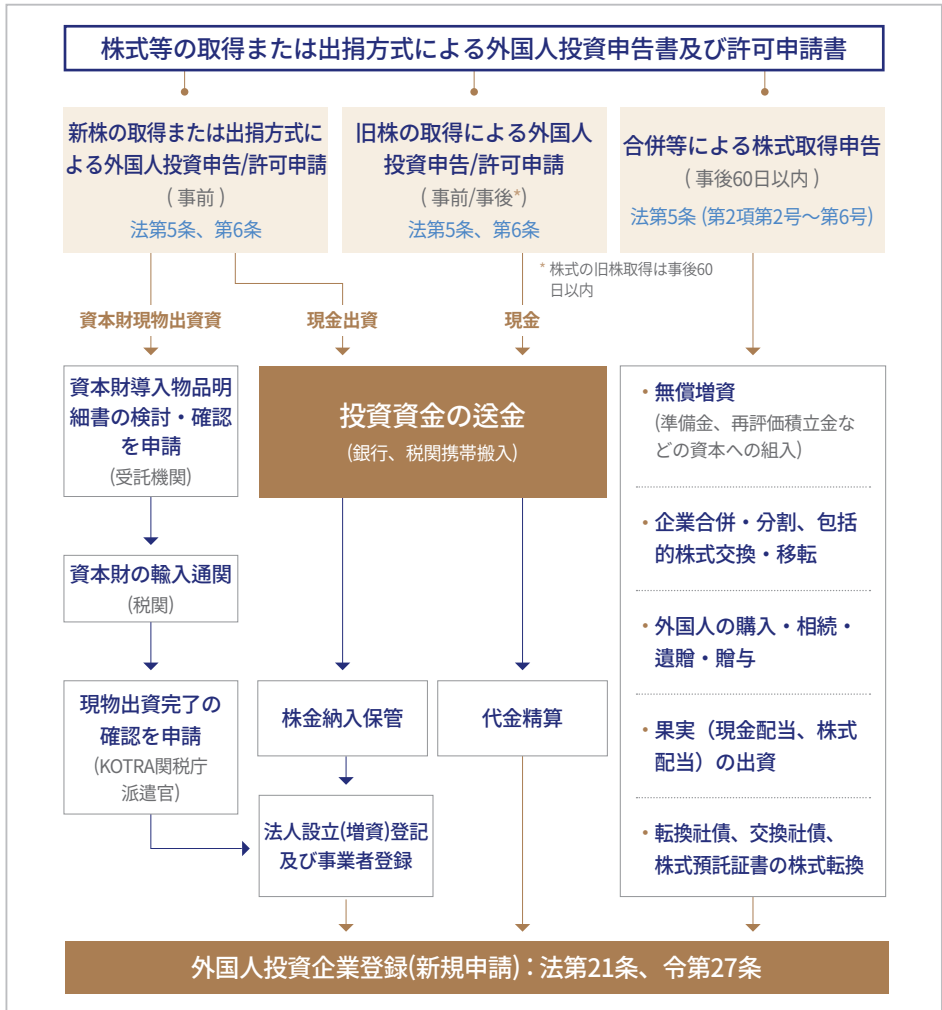 株式等の取得または出捐方式による外国人投資申告書及び許可申請書
新株の取得または出捐方式に
よる外国人投資申告/許可申請
( 事前 )
法第5条、第6条
旧株の取得による外国人
投資申告/許可申請
( 事前/事後*)
法第5条、第6条
合併等による株式取得申告
( 事後60日以内 )
法第5条 (第2項第2号～第6号)
* 株式の旧株取得は事後60
日以内
資本財現物出資資
現金出資
現金
資本財導入物品明
細書の検討・確認
を申請
(受託機関)
資本財の輸入通関
(税関)
現物出資完了の
確認を申請
(KOTRA関税庁
派遣官)
投資資金の送金
(銀行、税関携帯搬入)
株金納入保管
代金精算
法人設立(増資)登記
及び事業者登録
・無償増資
(準備金、再評価積立金な
どの資本への組入)
・企業合併・分割、包括
的株式交換・移転
・外国人の購入・相続・
遺贈・贈与
・果実（現金配当、株式
配当）の出資
・転換社債、交換社債、
株式預託証書の株式転換
外国人投資企業登録(新規申請) : 法第21条、令第27条